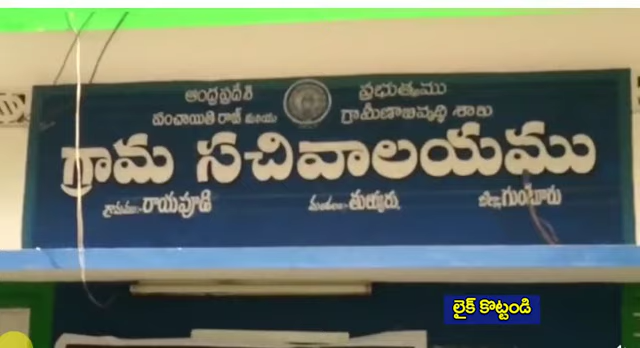 ఆంధ్రప్రదేశ్ ప్రభుత్వము
పంచాయితి రాజ్ మరియు గ్రామీణాభివృద్ధి శాఖ
గ్రామ సచివాలయము
గ్రామము:- రాయపూడి మండలం:- తుళ్ళూరు, జిల్లా గుంటూరు
లైక్ కొట్టండి